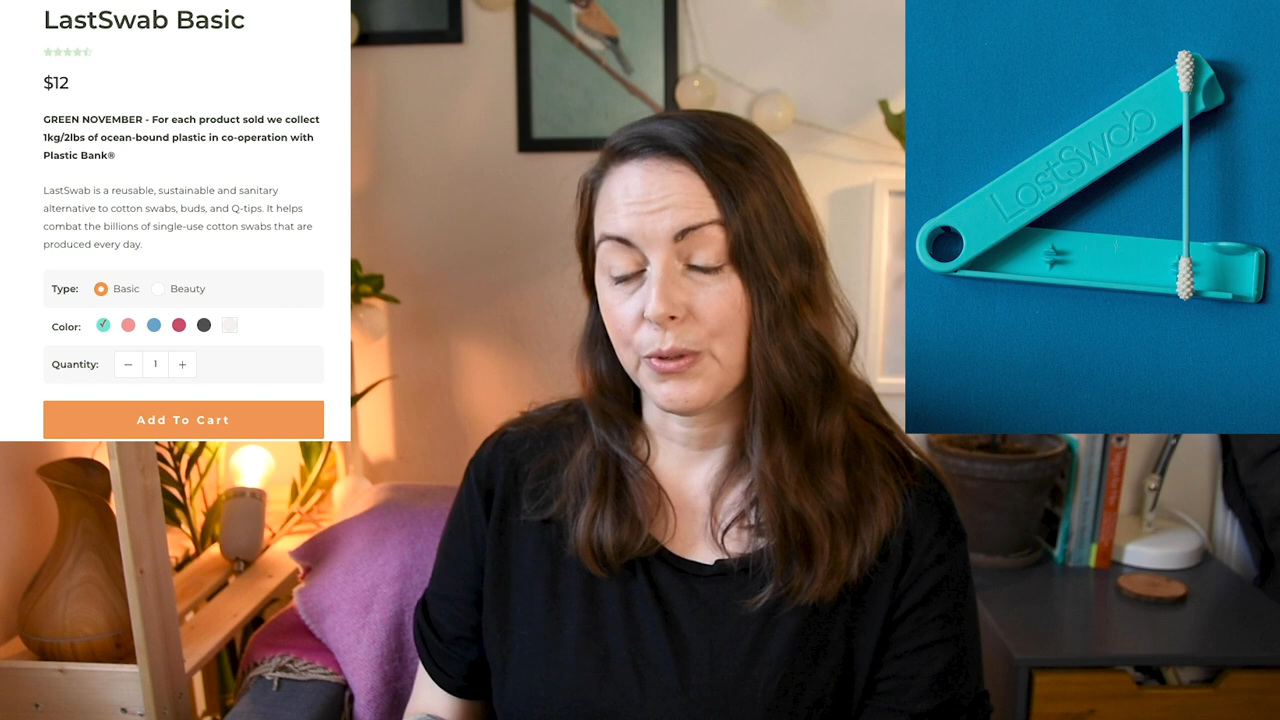 LastSwab Basic
$12
GREEN NOVEMBER - For each product sold we collect
1kg/2lbs of ocean-bound plastic in co-operation with
Plastic Bank®
LastSwab is a reusable, sustainable and sanitary
alternative to cotton swabs, buds, and Q-tips. It helps
combat the billions of single-use cotton swabs that are
produced every day.
Type: Basic Beauty
Color:
Quantity: − 1 +
Add To Cart
LastSwab